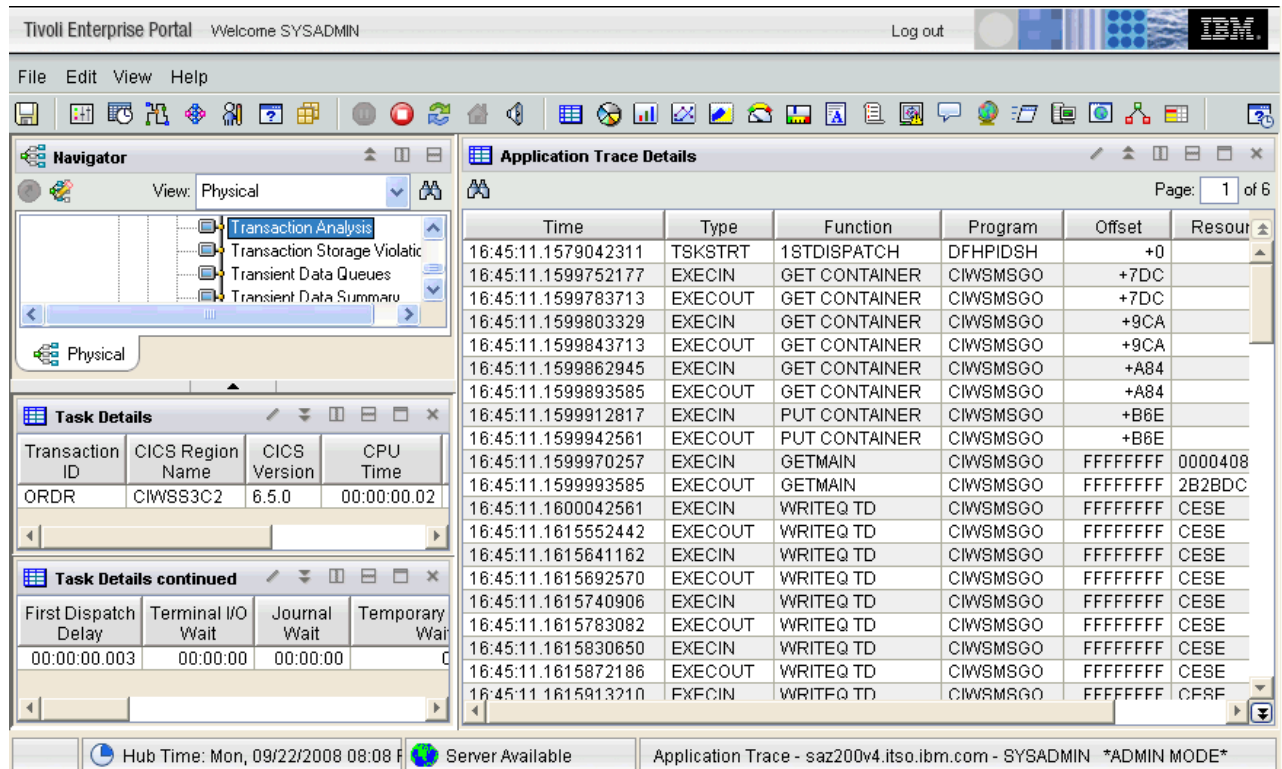 Tivoli Enterprise Portal Welcome SYSADMIN Log out IBM.
File Edit View Help
Navigator
View: Physical
Transaction Analysis
Transaction Storage Violatic
Transient Data Queues
Transient Data Summary
Physical
Task Details
Transaction ID CICS Region Name CICS Version CPU Time
ORDR CIWSS3C2 6.5.0 00:00:00.02
Task Details continued
First Dispatch Delay Terminal I/O Wait Journal Wait Temporary Wai
00:00:00.003 00:00:00 00:00:00
Application Trace Details
Page: 1 of 6
Time Type Function Program Offset Resour
16:45:11.1579042311 TSKSTRT 1STDISPATCH DFHPIDSH +0
16:45:11.1599752177 EXECIN GET CONTAINER CIWSMSGO +7DC
16:45:11.1599783713 EXECOUT GET CONTAINER CIWSMSGO +7DC
16:45:11.1599803329 EXECIN GET CONTAINER CIWSMSGO +9CA
16:45:11.1599843713 EXECOUT GET CONTAINER CIWSMSGO +9CA
16:45:11.1599862945 EXECIN GET CONTAINER CIWSMSGO +A84
16:45:11.1599893585 EXECOUT GET CONTAINER CIWSMSGO +A84
16:45:11.1599912817 EXECIN PUT CONTAINER CIWSMSGO +B6E
16:45:11.1599942561 EXECOUT PUT CONTAINER CIWSMSGO +B6E
16:45:11.1599970257 EXECIN GETMAIN CIWSMSGO FFFFFFFF 0000408
16:45:11.1599993585 EXECOUT GETMAIN CIWSMSGO FFFFFFFF 2B2BDC
16:45:11.1600042561 EXECIN WRITEQ TD CIWSMSGO FFFFFFFF CESE
16:45:11.1615552442 EXECOUT WRITEQ TD CIWSMSGO FFFFFFFF CESE
16:45:11.1615641162 EXECIN WRITEQ TD CIWSMSGO FFFFFFFF CESE
16:45:11.1615692570 EXECOUT WRITEQ TD CIWSMSGO FFFFFFFF CESE
16:45:11.1615740906 EXECIN WRITEQ TD CIWSMSGO FFFFFFFF CESE
16:45:11.1615783082 EXECOUT WRITEQ TD CIWSMSGO FFFFFFFF CESE
16:45:11.1615830650 EXECIN WRITEQ TD CIWSMSGO FFFFFFFF CESE
16:45:11.1615872186 EXECOUT WRITEQ TD CIWSMSGO FFFFFFFF CESE
16:45:11.1615913210 EXECIN WRITEQ TD CIWSMSGO FFFFFFFF CESE
Hub Time: Mon, 09/22/2008 08:08 Server Available Application Trace - saz200v4.itso.ibm.com - SYSADMIN *ADMIN MODE*